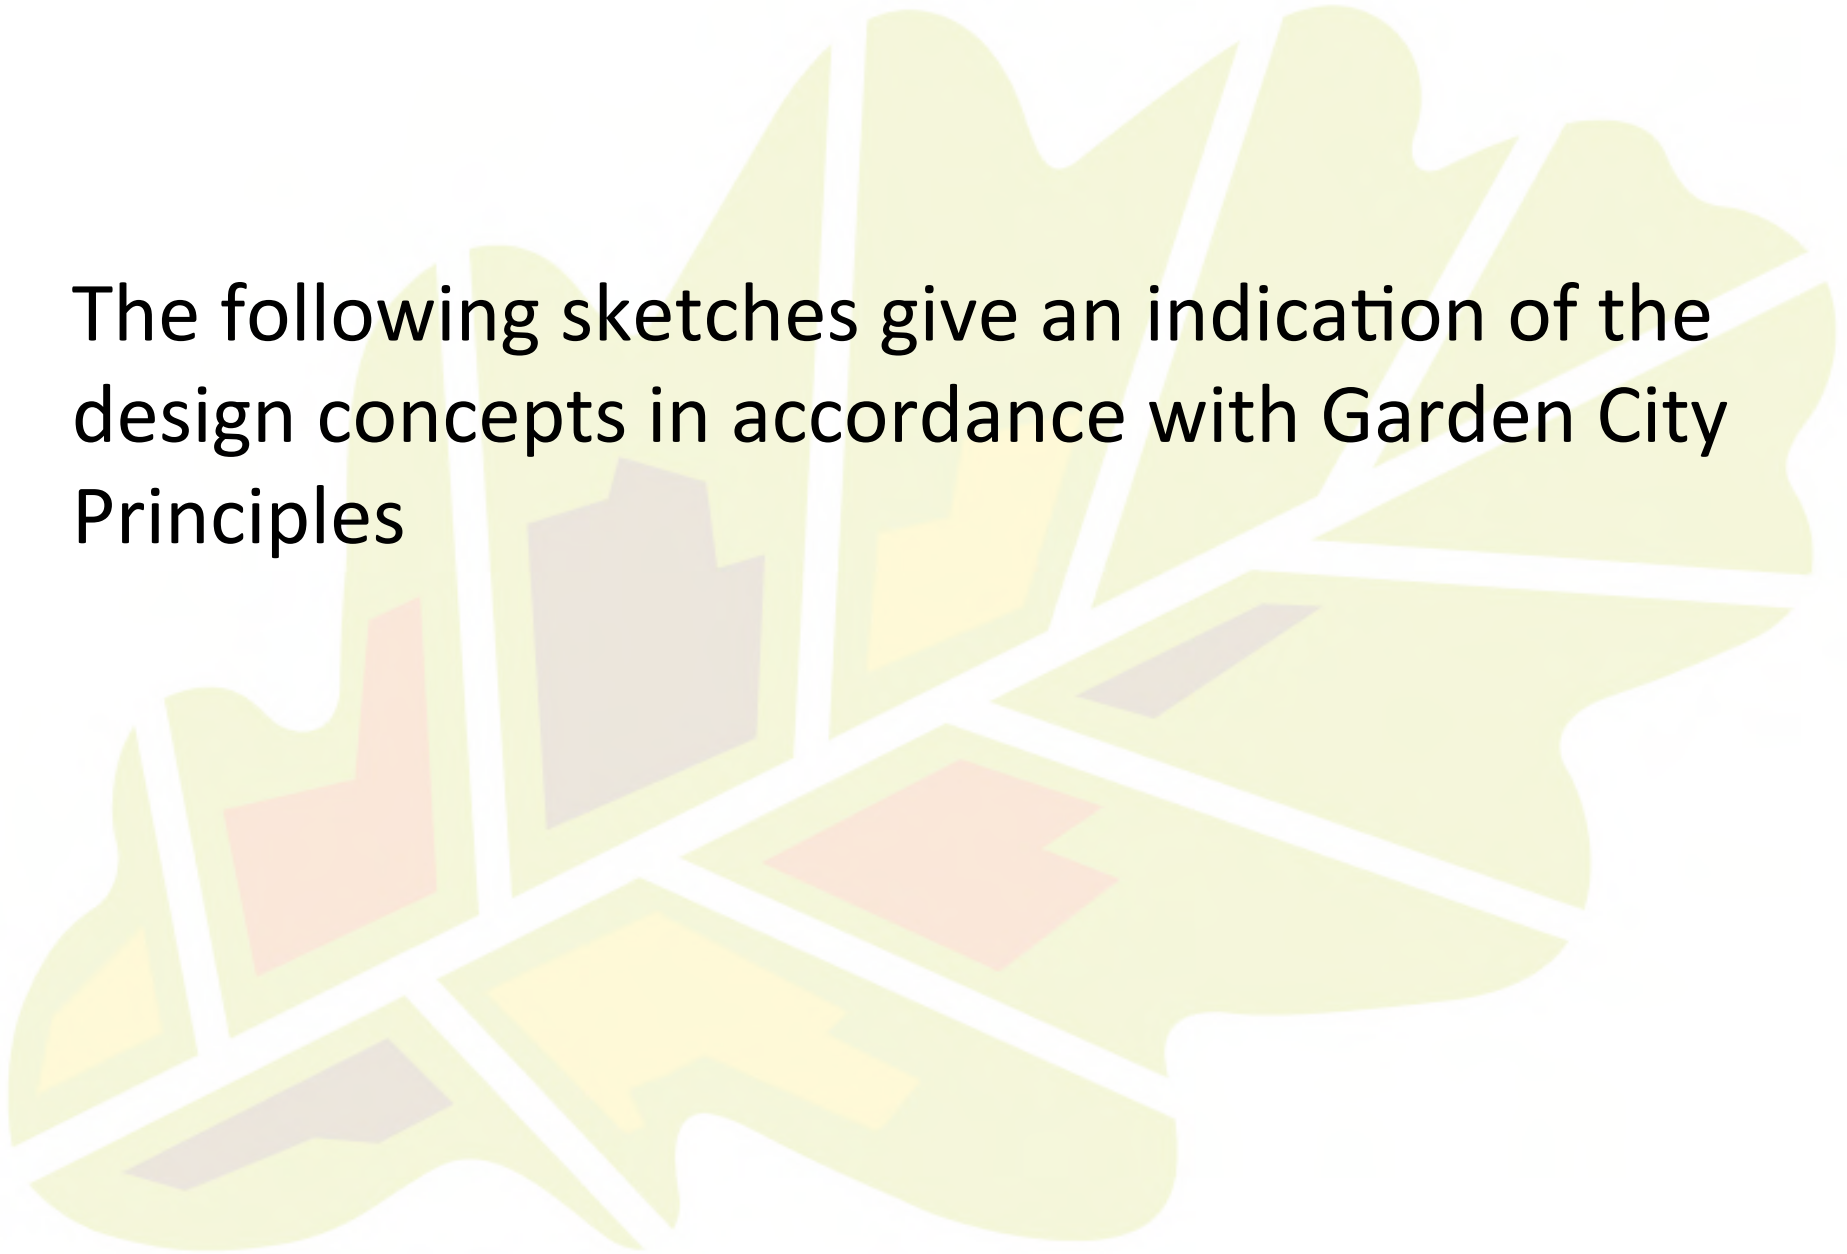 The following sketches give an indication of the
design concepts in accordance with Garden City
Principles